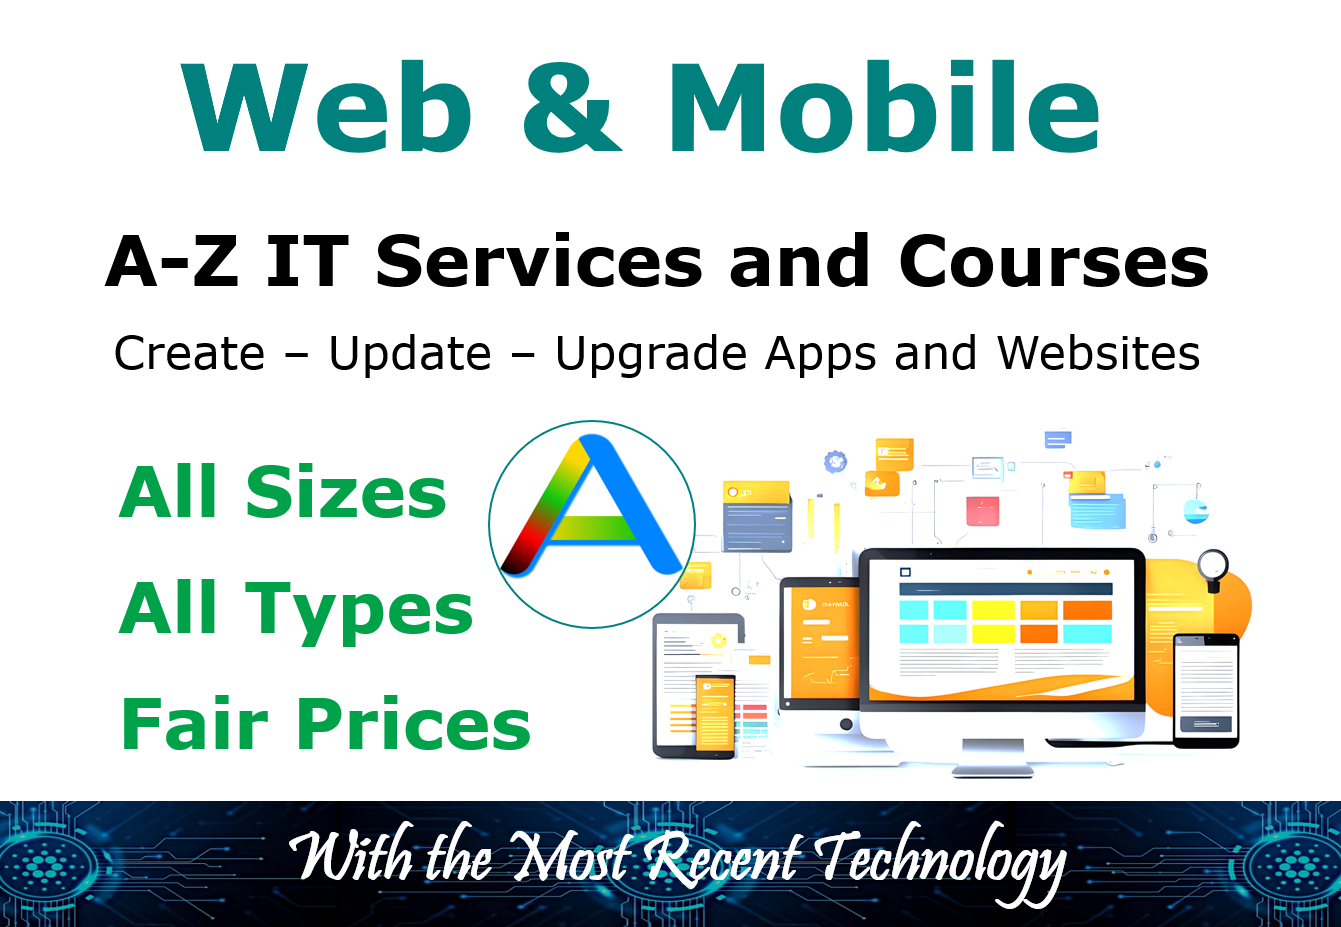 Web & Mobile
A-Z IT Services and Courses
Create – Update – Upgrade Apps and Websites
All Sizes
All Types
Fair Prices
With the Most Recent Technology